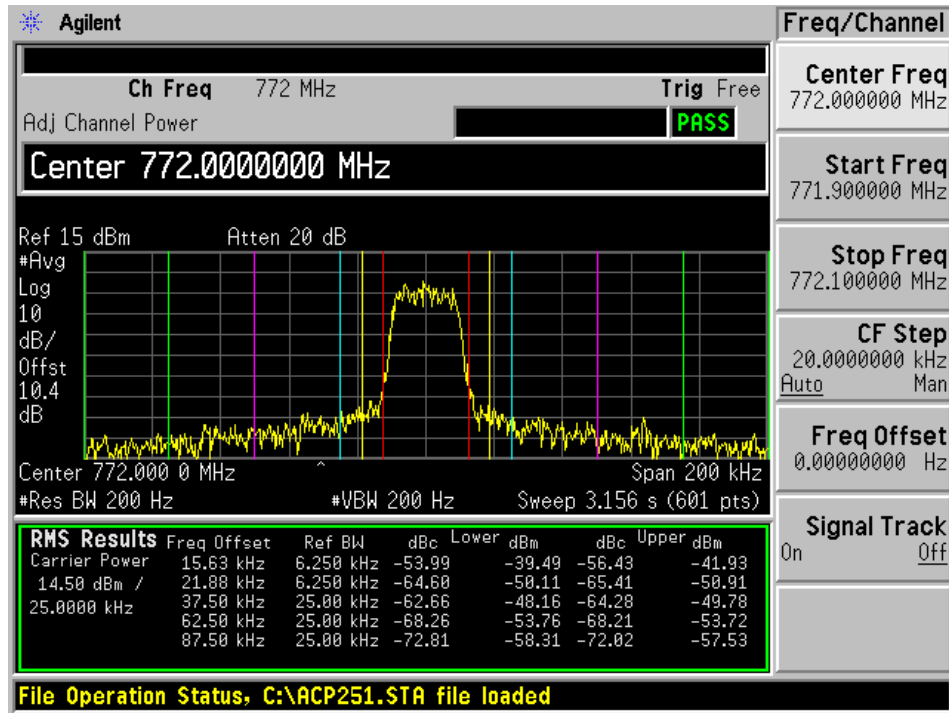 Agilent
Freq/Channel
Ch Freq 772 MHz Trig Free
Adj Channel Power PASS
Center 772.0000000 MHz
Ref 15 dBm Atten 20 dB
#Avg
Log
10
dB/
Offst
10.4
dB
Center 772.000 0 MHz ^ Span 200 kHz
#Res BW 200 Hz #VBW 200 Hz Sweep 3.156 s (601 pts)
RMS Results Freq Offset Ref BW dBc Lower dBm dBc Upper dBm
Carrier Power 15.63 kHz 6.250 kHz -53.99 -39.49 -56.43 -41.93
14.50 dBm / 21.88 kHz 6.250 kHz -64.60 -50.11 -65.41 -50.91
25.0000 kHz 37.50 kHz 25.00 kHz -62.66 -48.16 -64.28 -49.78
62.50 kHz 25.00 kHz -68.26 -53.76 -68.21 -53.72
87.50 kHz 25.00 kHz -72.81 -58.31 -72.02 -57.53
File Operation Status, C:\ACP251.STA file loaded
Center Freq
772.000000 MHz
Start Freq
771.900000 MHz
Stop Freq
772.100000 MHz
CF Step
20.0000000 kHz
Auto Man
Freq Offset
0.00000000 Hz
Signal Track
On Off